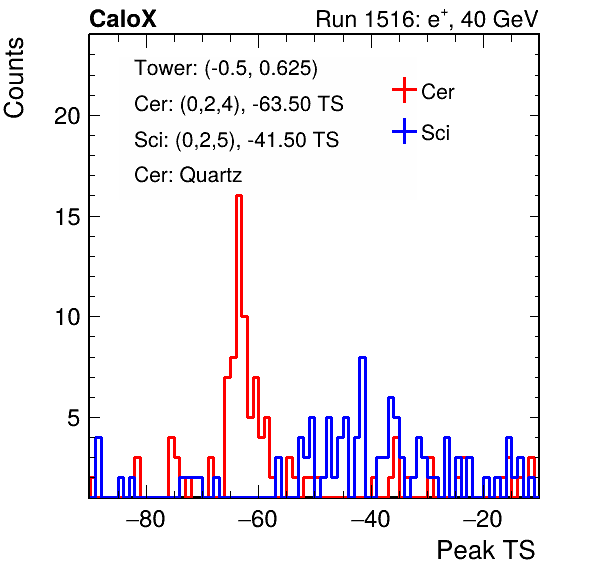 CaloX Run 1516: e⁺, 40 GeV
Counts
Tower: (-0.5, 0.625)
Cer: (0,2,4), -63.50 TS
Sci: (0,2,5), -41.50 TS
Cer: Quartz
Cer
Sci
20
15
10
5
−80 −60 −40 −20
Peak TS